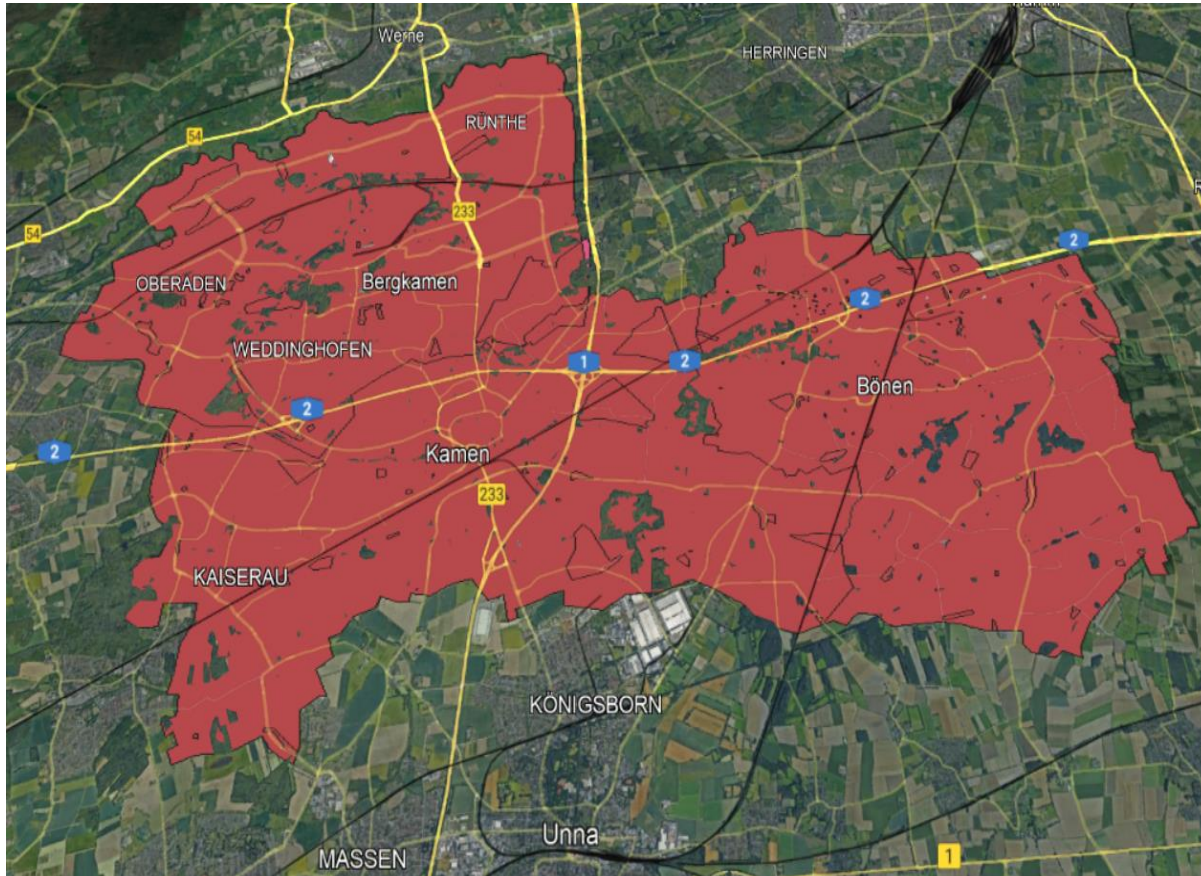 Werne
HERRINGEN
RÜNTHE
54
233
54
2
OBERADEN
Bergkamen
2
WEDDINGHOFEN
1
2
Bönen
2
2
Kamen
233
KAISERAU
KÖNIGSBORN
Unna
MASSEN
1